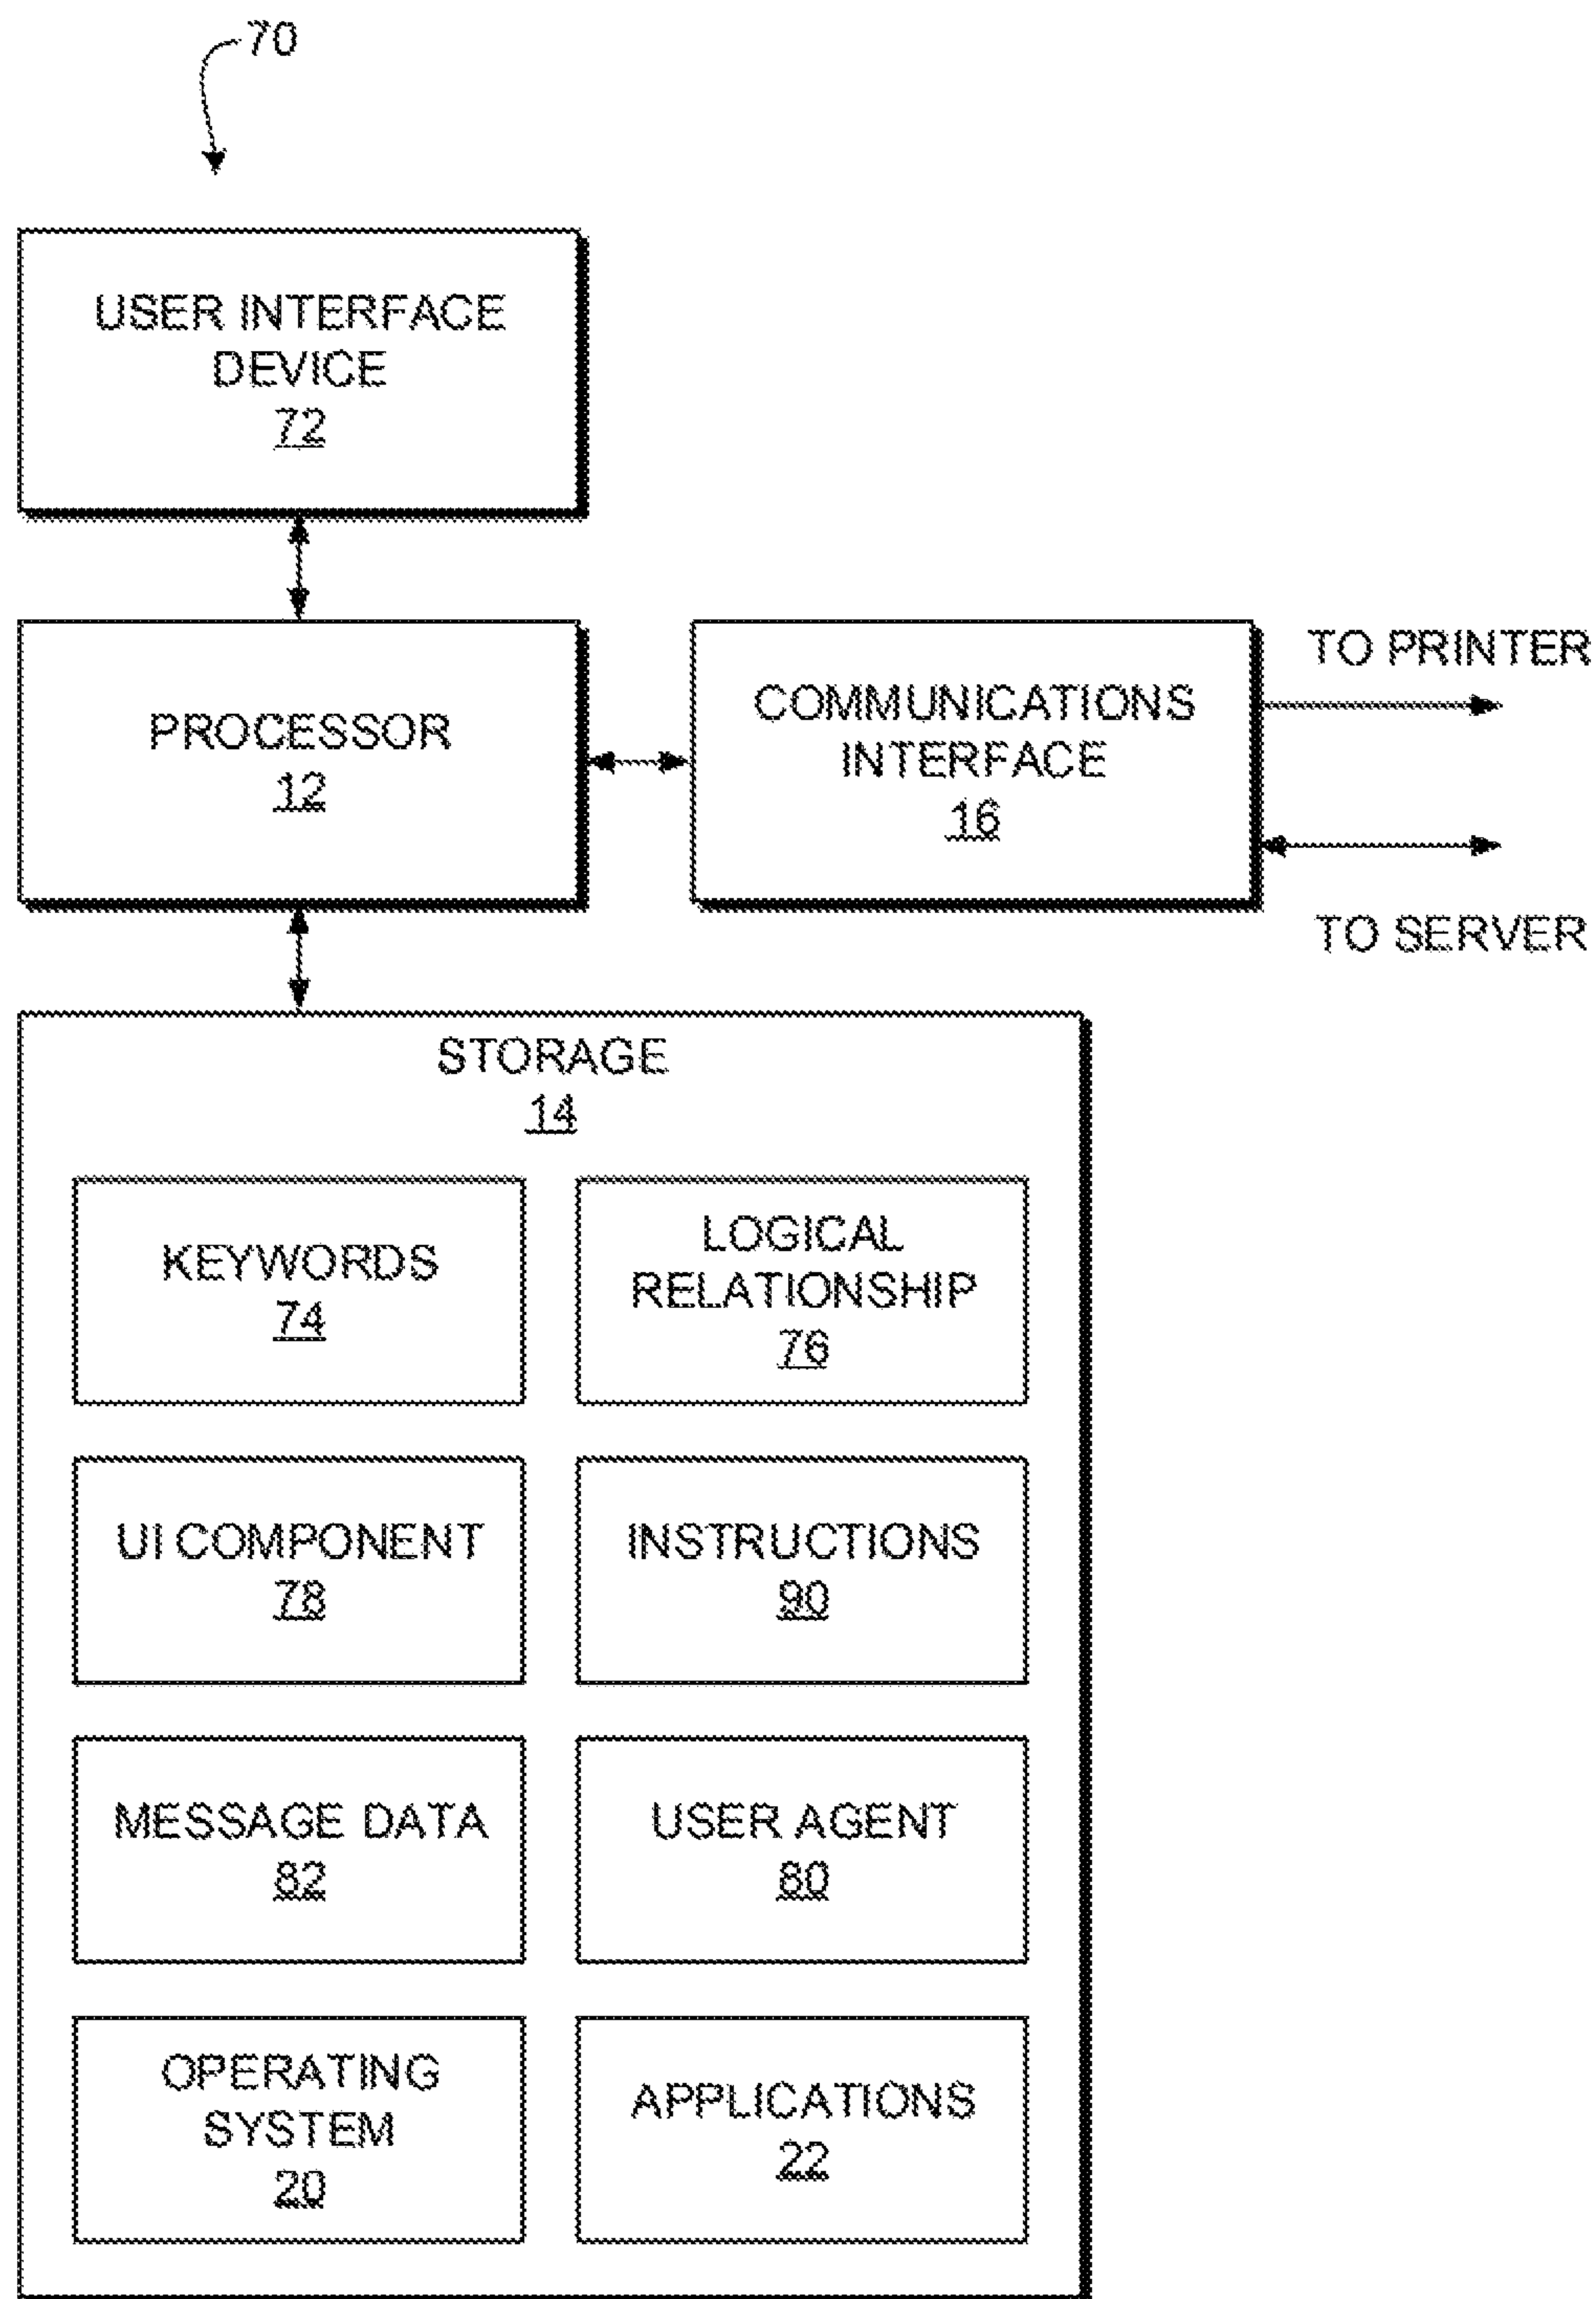 70
USER INTERFACE
DEVICE
72
PROCESSOR
12
COMMUNICATIONS
INTERFACE
16
TO PRINTER
TO SERVER
STORAGE
14
KEYWORDS
74
LOGICAL
RELATIONSHIP
76
UI COMPONENT
78
INSTRUCTIONS
90
MESSAGE DATA
82
USER AGENT
80
OPERATING
SYSTEM
20
APPLICATIONS
22